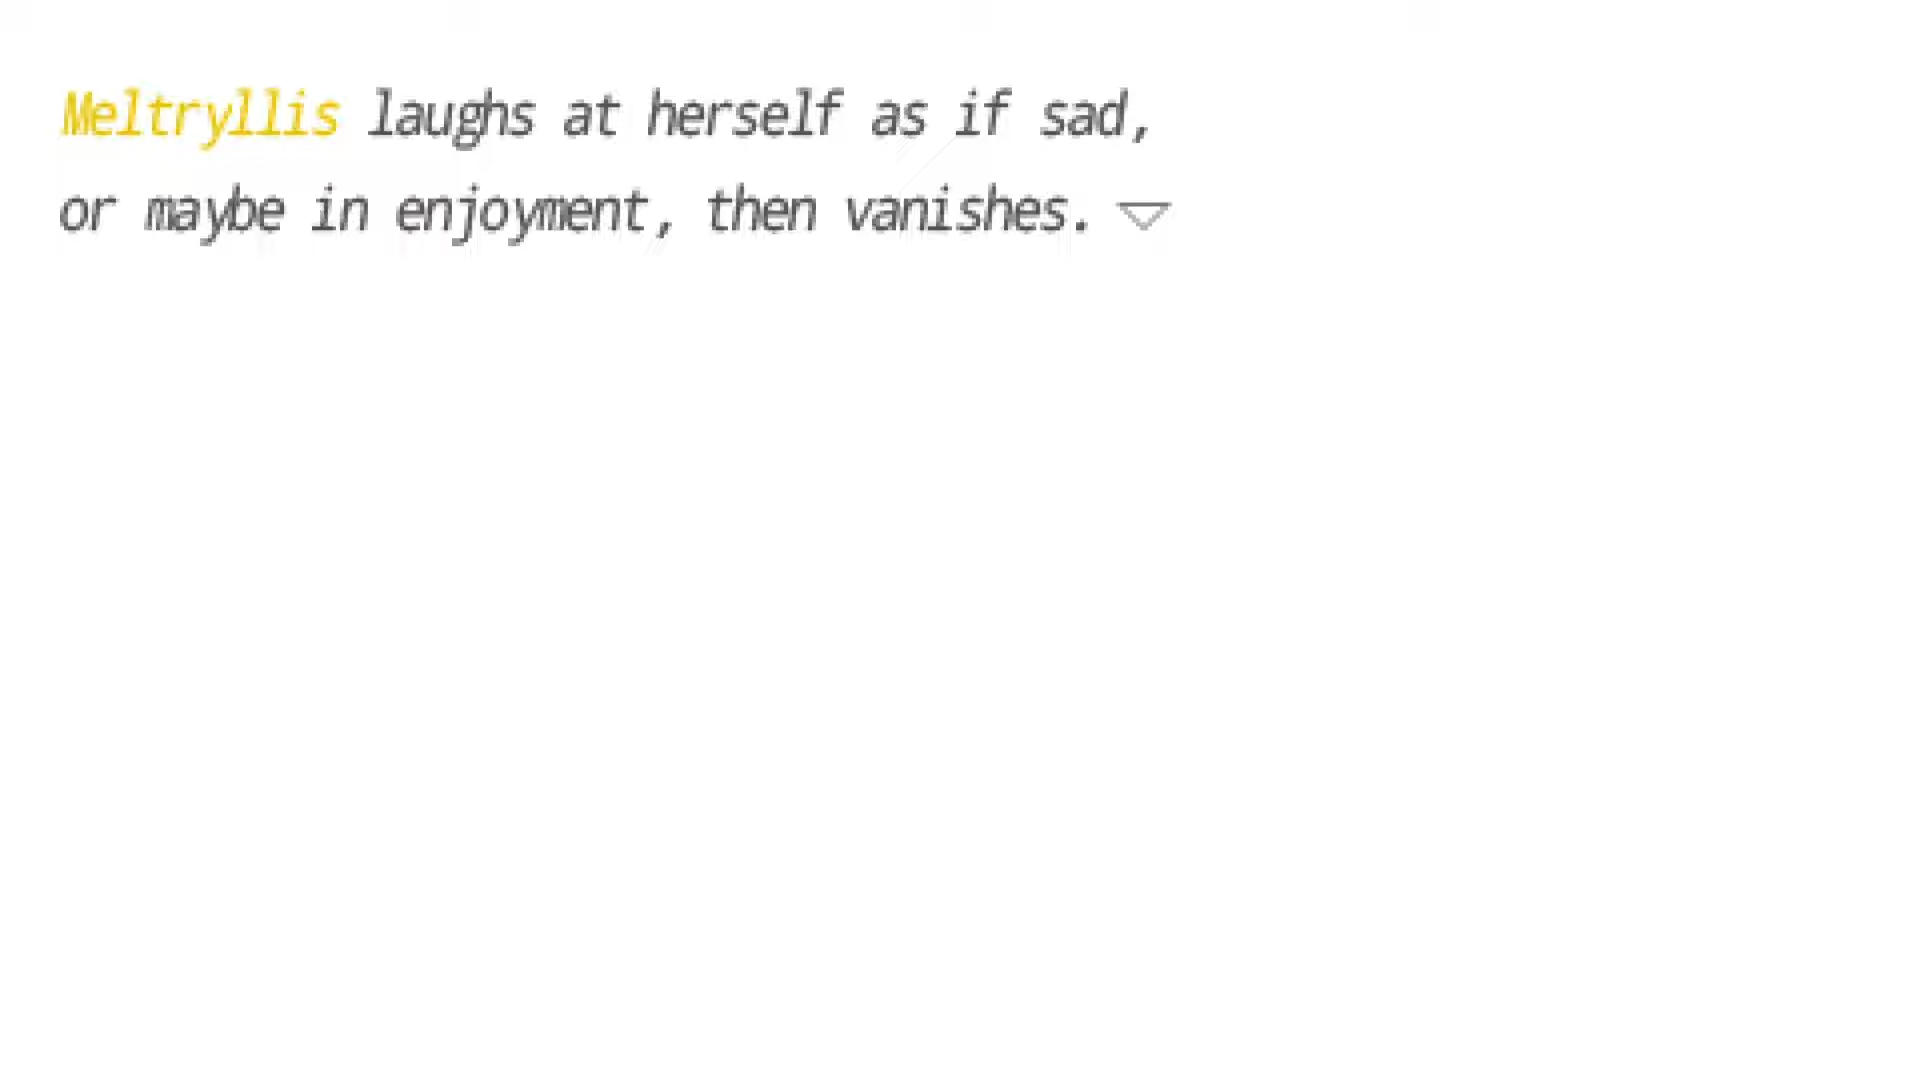 Meltryllis laughs at herself as if sad,
or maybe in enjoyment, then vanishes.